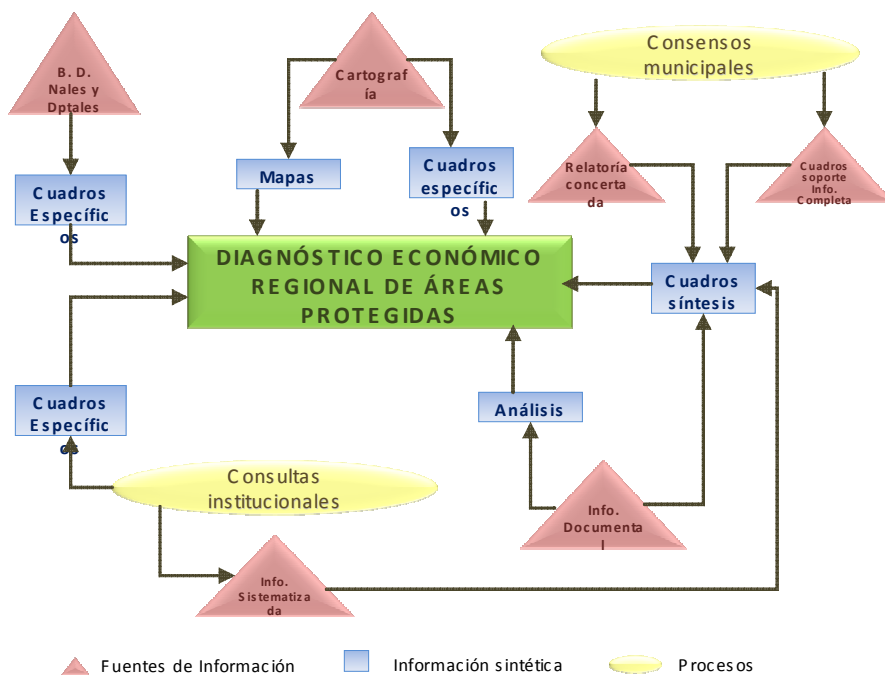 B. D.
Nales y
Dptales
Cartograf
ía
Consensos
municipales
Mapas
Cuadros
específic
os
Relatoría
concerta
da
Cuadros
soporte
Info.
Completa
Cuadros
Específic
os
DIAGNÓSTICO ECONÓMICO
REGIONAL DE ÁREAS
PROTEGIDAS
Cuadros
síntesis
Cuadros
Específic
os
Análisis
Consultas
institucionales
Info.
Documenta
l
Info.
Sistematiza
da
Fuentes de Información
Información sintética
Procesos